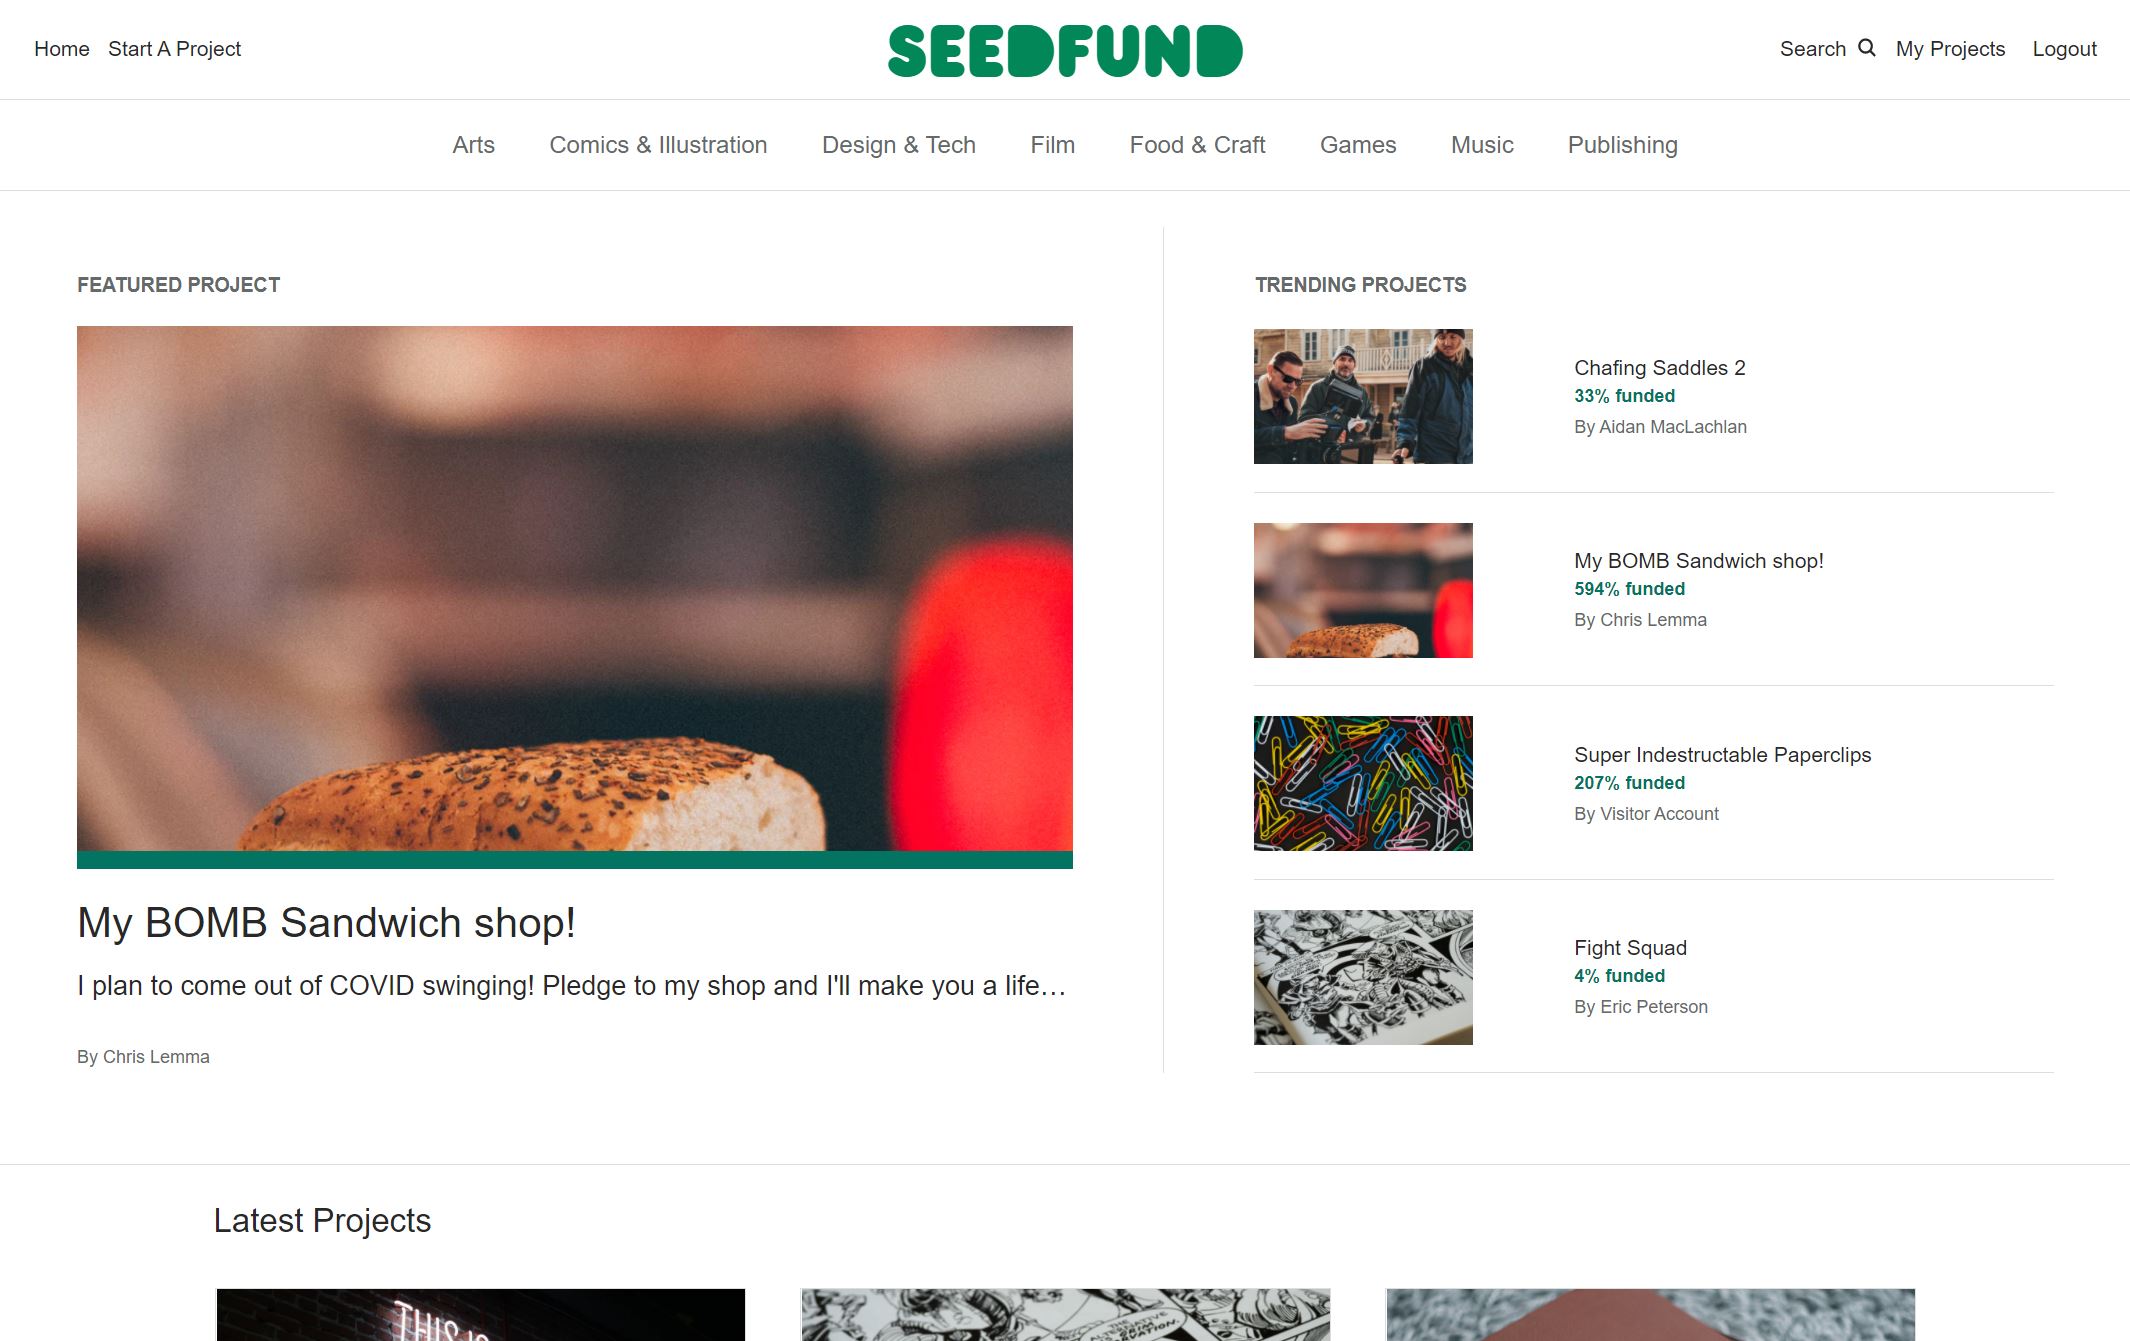 Home Start A Project
SEEDFUND
Search My Projects Logout
Arts Comics & Illustration Design & Tech Film Food & Craft Games Music Publishing
FEATURED PROJECT
My BOMB Sandwich shop!
I plan to come out of COVID swinging! Pledge to my shop and I'll make you a life…
By Chris Lemma
TRENDING PROJECTS
Chafing Saddles 2
33% funded
By Aidan MacLachlan
My BOMB Sandwich shop!
594% funded
By Chris Lemma
Super Indestructable Paperclips
207% funded
By Visitor Account
Fight Squad
4% funded
By Eric Peterson
Latest Projects
THIS IS
THE
ALTERNATIVE